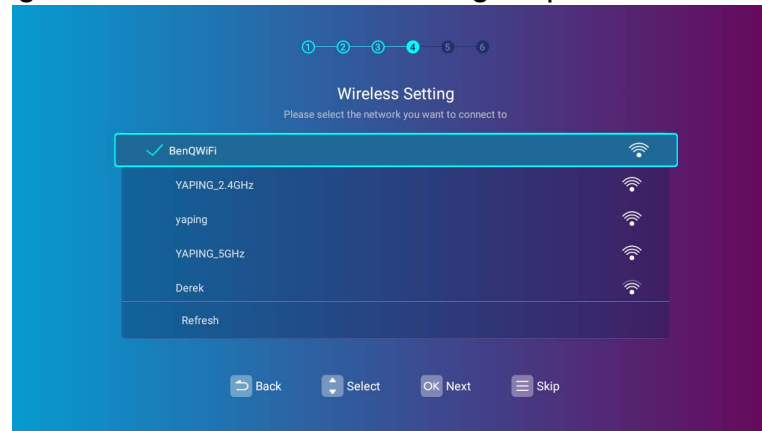 1 2 3 4 5 6
Wireless Setting
Please select the network you want to connect to
BenQWiFi
YAPING_2.4GHz
yaping
YAPING_5GHz
Derek
Refresh
Back Select OK Next Skip